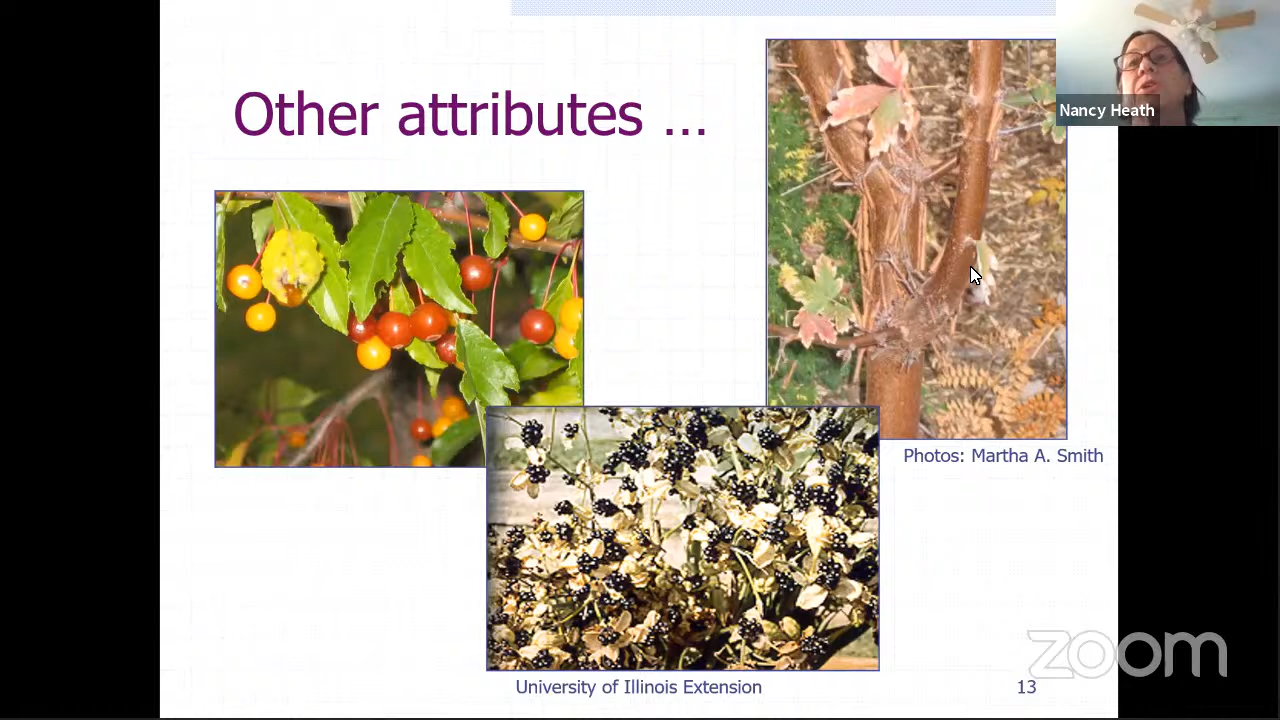 Other attributes ...
Nancy Heath
Photos: Martha A. Smith
University of Illinois Extension
13
zoom